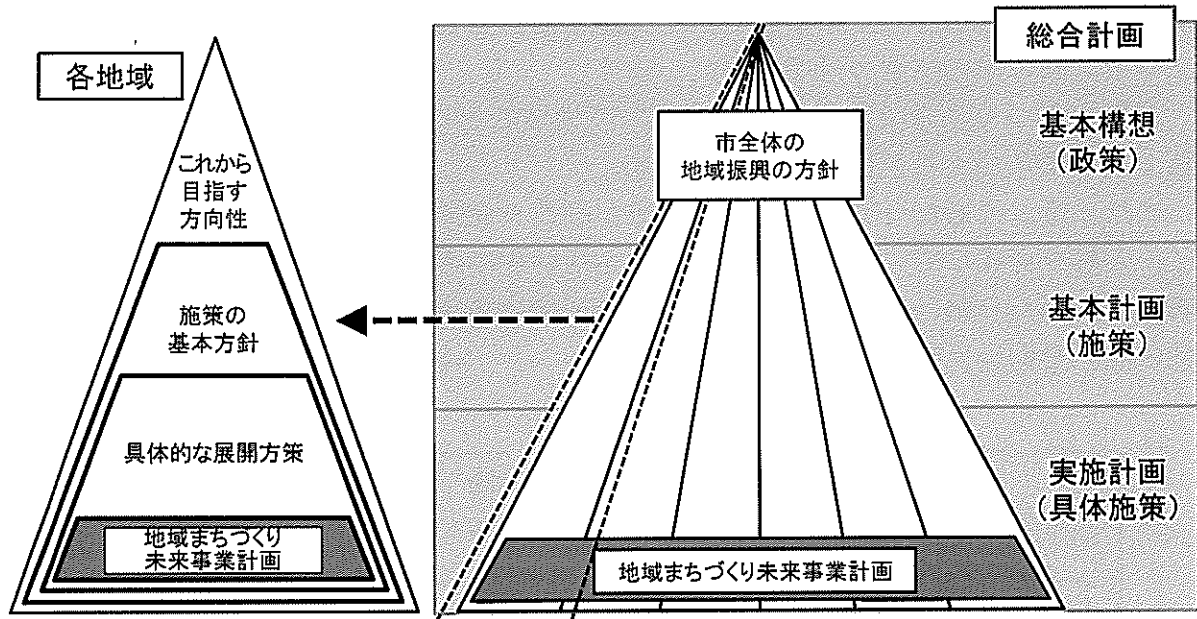 各地域
これから
目指す
方向性
施策の
基本方針
具体的な展開方策
地域まちづくり
未来事業計画
総合計画
市全体の
地域振興の方針
基本構想
(政策)
基本計画
(施策)
実施計画
(具体施策)
地域まちづくり未来事業計画